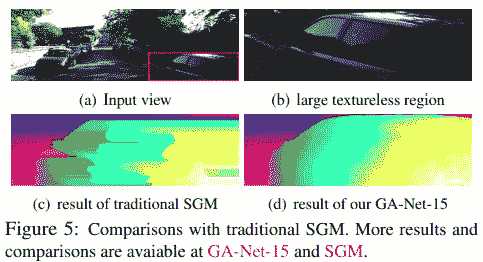 (a) Input view
(b) large textureless region
(c) result of traditional SGM
(d) result of our GA-Net-15
Figure 5: Comparisons with traditional SGM. More results and
comparisons are avaiable at GA-Net-15 and SGM.